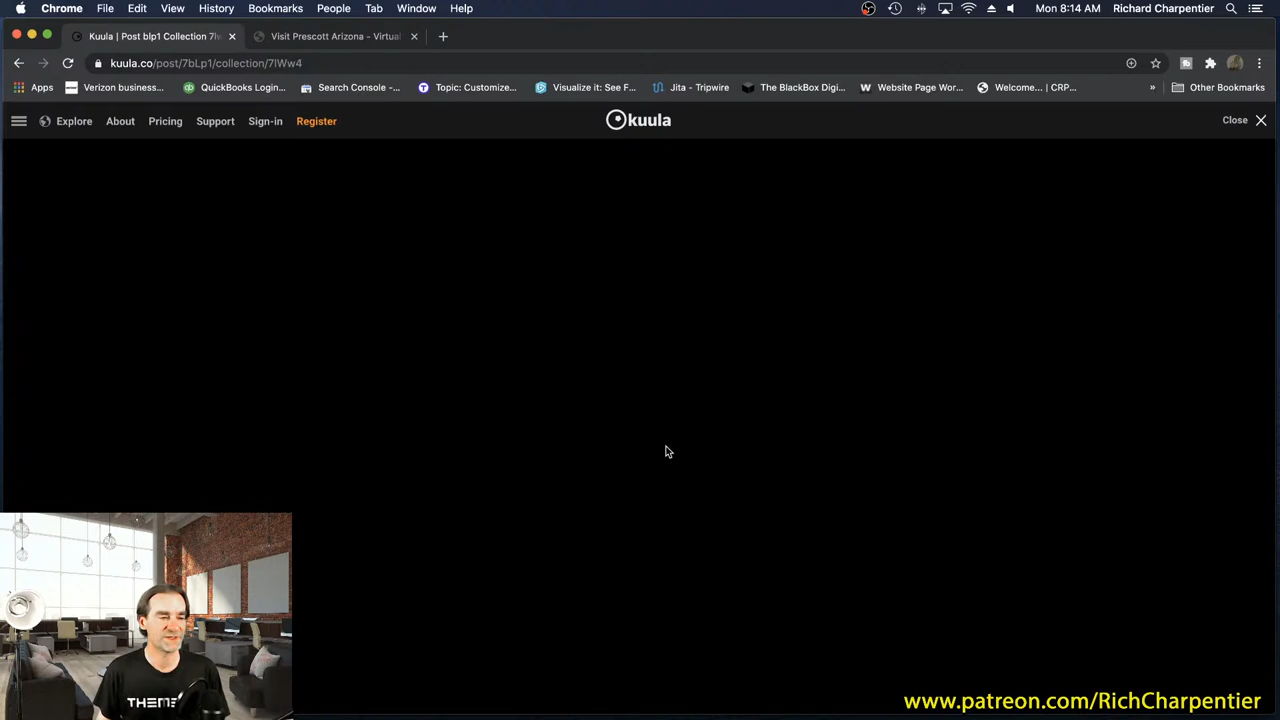 Chrome File Edit View History Bookmarks People Tab Window Help Mon 8:14 AM Richard Charpentier
Kuula | Post blp1 Collection 7lW Visit Prescott Arizona - Virtual
kuula.co/post/7bLp1/collection/7lWw4
Apps Verizon business... QuickBooks Login... Search Console -... Topic: Customize... Visualize it: See F... Jita - Tripwire The BlackBox Digi... Website Page Wor... Welcome... | CRP... » Other Bookmarks
Explore About Pricing Support Sign-in Register kuula Close
THEME
www.patreon.com/RichCharpentier